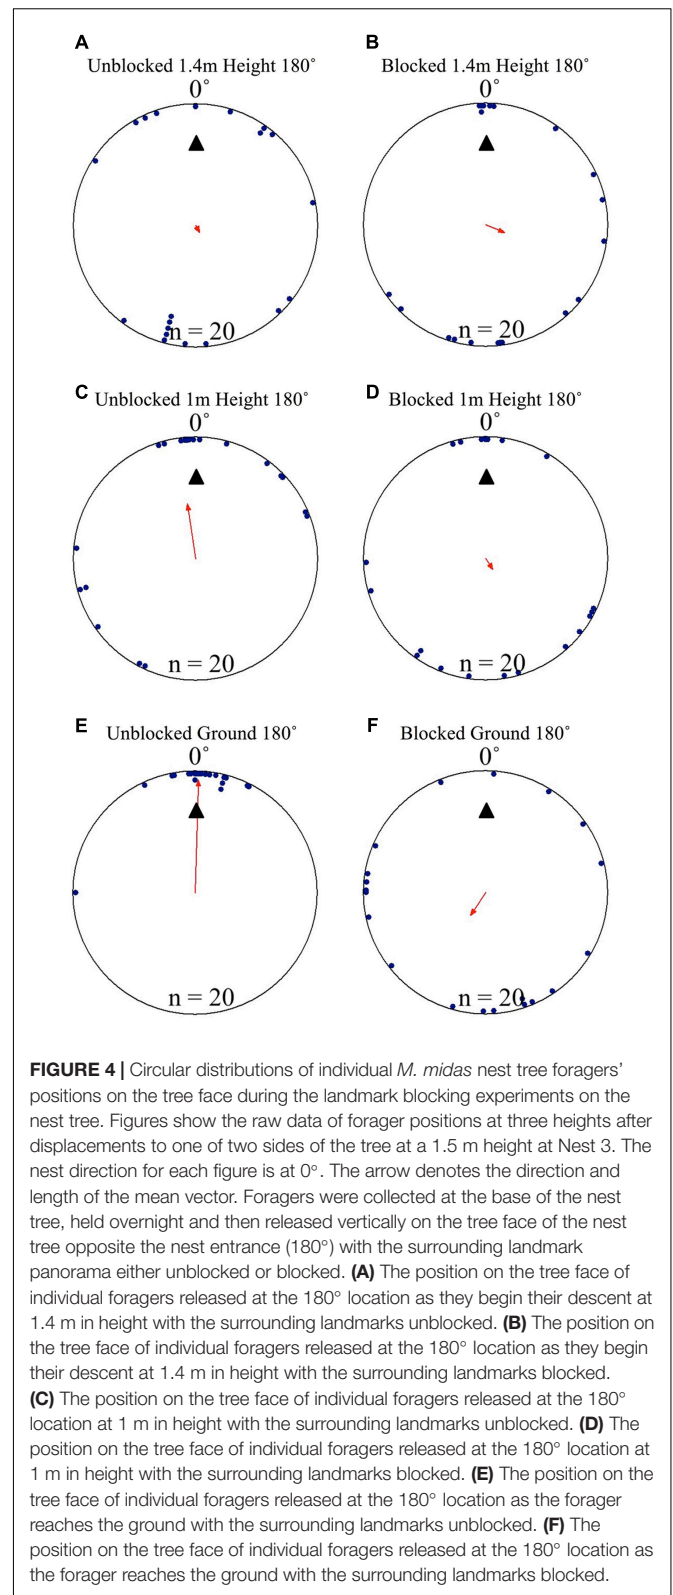 A
B
Unblocked 1.4m Height 180˚
Blocked 1.4m Height 180˚
0˚
0˚
n = 20
n = 20
C
D
Unblocked 1m Height 180˚
Blocked 1m Height 180˚
0˚
0˚
n = 20
n = 20
E
F
Unblocked Ground 180˚
Blocked Ground 180˚
0˚
0˚
n = 20
n = 20
FIGURE 4 | Circular distributions of individual M. midas nest tree foragers’
positions on the tree face during the landmark blocking experiments on the
nest tree. Figures show the raw data of forager positions at three heights after
displacements to one of two sides of the tree at a 1.5 m height at Nest 3. The
nest direction for each figure is at 0°. The arrow denotes the direction and
length of the mean vector. Foragers were collected at the base of the nest
tree, held overnight and then released vertically on the tree face of the nest
tree opposite the nest entrance (180°) with the surrounding landmark
panorama either unblocked or blocked. (A) The position on the tree face of
individual foragers released at the 180° location as they begin their descent at
1.4 m in height with the surrounding landmarks unblocked. (B) The position on
the tree face of individual foragers released at the 180° location as they begin
their descent at 1.4 m in height with the surrounding landmarks blocked.
(C) The position on the tree face of individual foragers released at the 180°
location at 1 m in height with the surrounding landmarks unblocked. (D) The
position on the tree face of individual foragers released at the 180° location at
1 m in height with the surrounding landmarks blocked. (E) The position on the
tree face of individual foragers released at the 180° location as the forager
reaches the ground with the surrounding landmarks unblocked. (F) The
position on the tree face of individual foragers released at the 180° location as
the forager reaches the ground with the surrounding landmarks blocked.